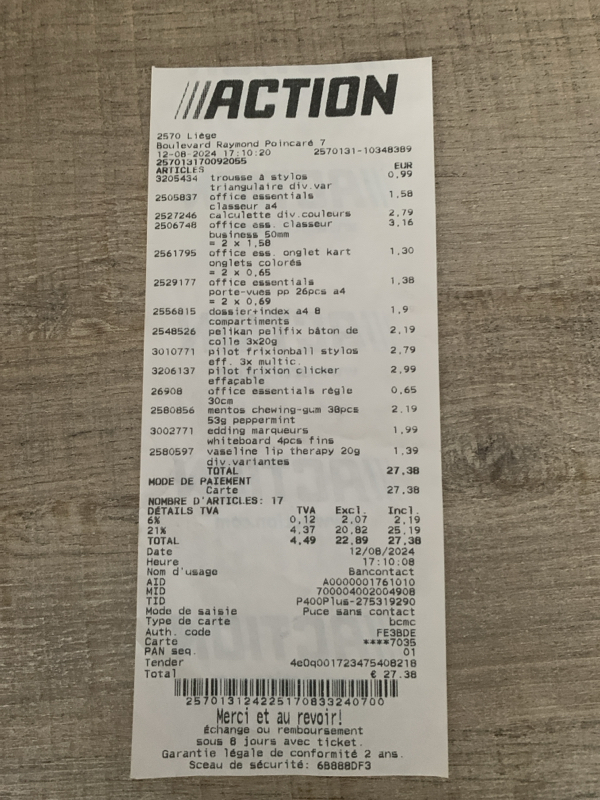 ACTION
2570 Liége
Boulevard Raymond Poincaré 7
12-08-2024 17:10:20 2570131-10348389
257013170092055
ARTICLES EUR
3205434 trousse à stylos 0,99
triangulaire div.var
2505837 office essentials 1,58
classeur a4
2527246 calculette div.couleurs 2,79
2506748 office ess. classeur 3,16
business 50mm
= 2 x 1,58
2561795 office ess. onglet kart 1,30
onglets colorés
= 2 x 0,65
2529177 office essentials 1,38
porte-vues pp 26pcs a4
= 2 x 0,69
2556815 dossier+index a4 8 1,9
compartiments
2548526 pelikan pelifix bâton de 2,19
colle 3x20g
3010771 pilot frixionball stylos 2,79
eff. 3x multic.
3206137 pilot frixion clicker 2,99
effaçable
26908 office essentials règle 0,65
30cm
2580856 mentos chewing-gum 38pcs 2,19
53g peppermint
3002771 edding marqueurs 1,99
whiteboard 4pcs fins
2580597 vaseline lip therapy 20g 1,39
div.variantes
TOTAL 27,38
MODE DE PAIEMENT
Carte 27,38
NOMBRE D'ARTICLES: 17
DÉTAILS TVA TVA Excl. Incl.
6% 0,12 2,07 2,19
21% 4,37 20,82 25,19
TOTAL 4,49 22,89 27,38
Date 12/08/2024
Heure 17:10:08
Nom d'usage Bancontact
AID A0000001761010
MID 700004002004908
TID P400Plus-275319290
Mode de saisie Puce sans contact
Type de carte bcmc
Auth. code FE3BDE
Carte ****7035
PAN seq. 01
Tender 4e0q001723475408218
Total € 27.38
2570131242251708332​40700
Merci et au revoir!
Échange ou remboursement
sous 8 jours avec ticket.
Garantie légale de conformité 2 ans.
Sceau de sécurité: 6B888DF3